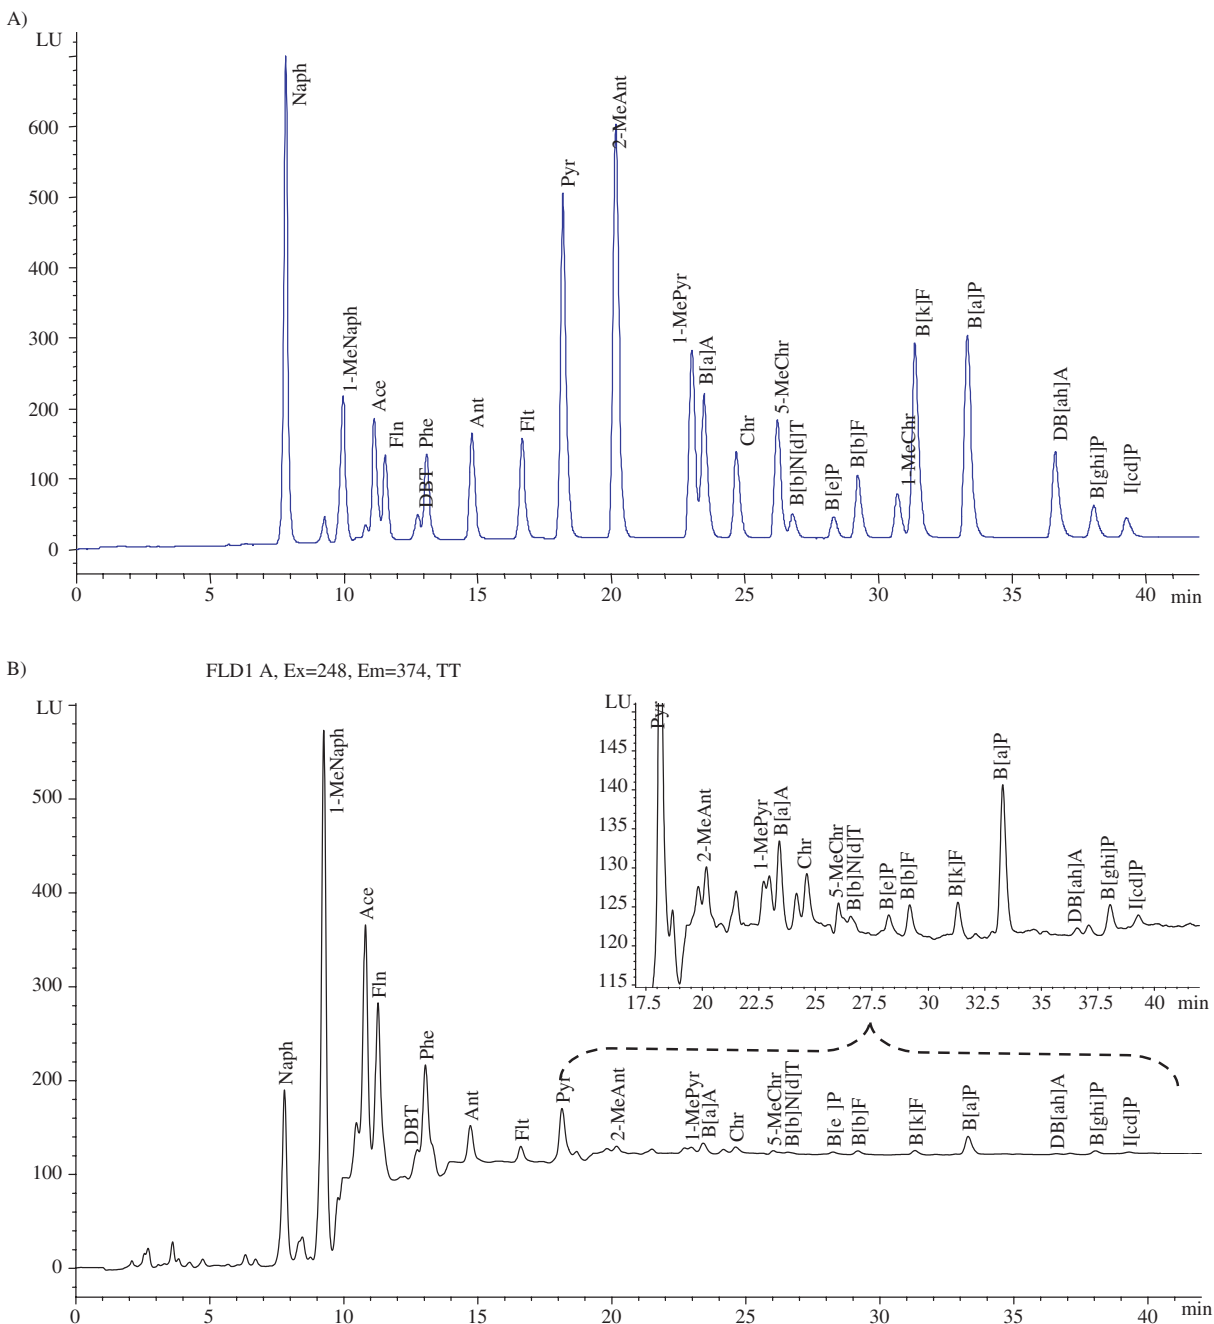 A)
LU
600
500
400
300
200
100
0
Naph
1-MeNaph
Ace
Fln
DBT
Phe
Ant
Flt
Pyr
2-MeAnt
1-MePyr
B[a]A
Chr
5-MeChr
B[b]N[d]T
B[e]P
B[b]F
1-MeChr
B[k]F
B[a]P
DB[ah]A
B[ghi]P
I[cd]P
0 5 10 15 20 25 30 35 40 min
B)
FLD1 A, Ex=248, Em=374, TT
LU
500
400
300
200
100
0
Naph
1-MeNaph
Ace
Fln
DBT
Phe
Ant
Flt
Pyr
2-MeAnt
1-MePyr
B[a]A
Chr
5-MeChr
B[b]N[d]T
B[e ]P
B[b]F
B[k]F
B[a]P
DB[ah]A
B[ghi]P
I[cd]P
0 5 10 15 20 25 30 35 min
LU
145
140
135
130
125
120
115
Pyr
2-MeAnt
1-MePyr
B[a]A
Chr
5-MeChr
B[b]N[d]T
B[e]P
B[b]F
B[k]F
B[a]P
DB[ah]A
B[ghi]P
I[cd]P
17.5 20 22.5 25 27.5 30 32.5 35 37.5 40 min